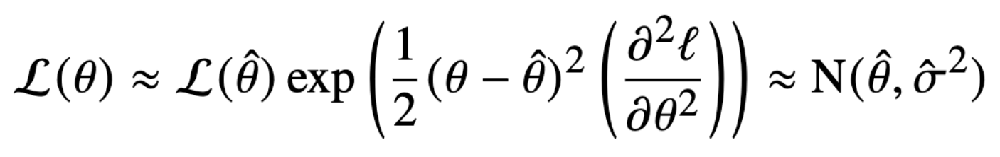 ℒ(θ) ≈ ℒ(θ̂) exp (1/2 (θ − θ̂)² (∂²ℓ/∂θ²)) ≈ N(θ̂, σ̂²)